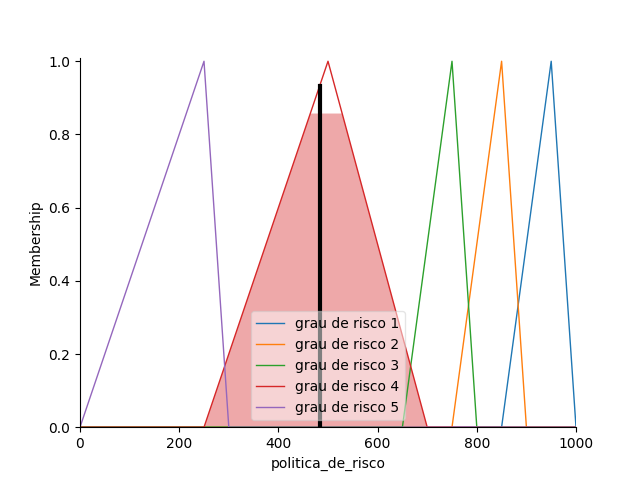 1.0
0.8
0.6
0.4
0.2
0.0
Membership
grau de risco 1
grau de risco 2
grau de risco 3
grau de risco 4
grau de risco 5
0 200 400 600 800 1000
politica_de_risco